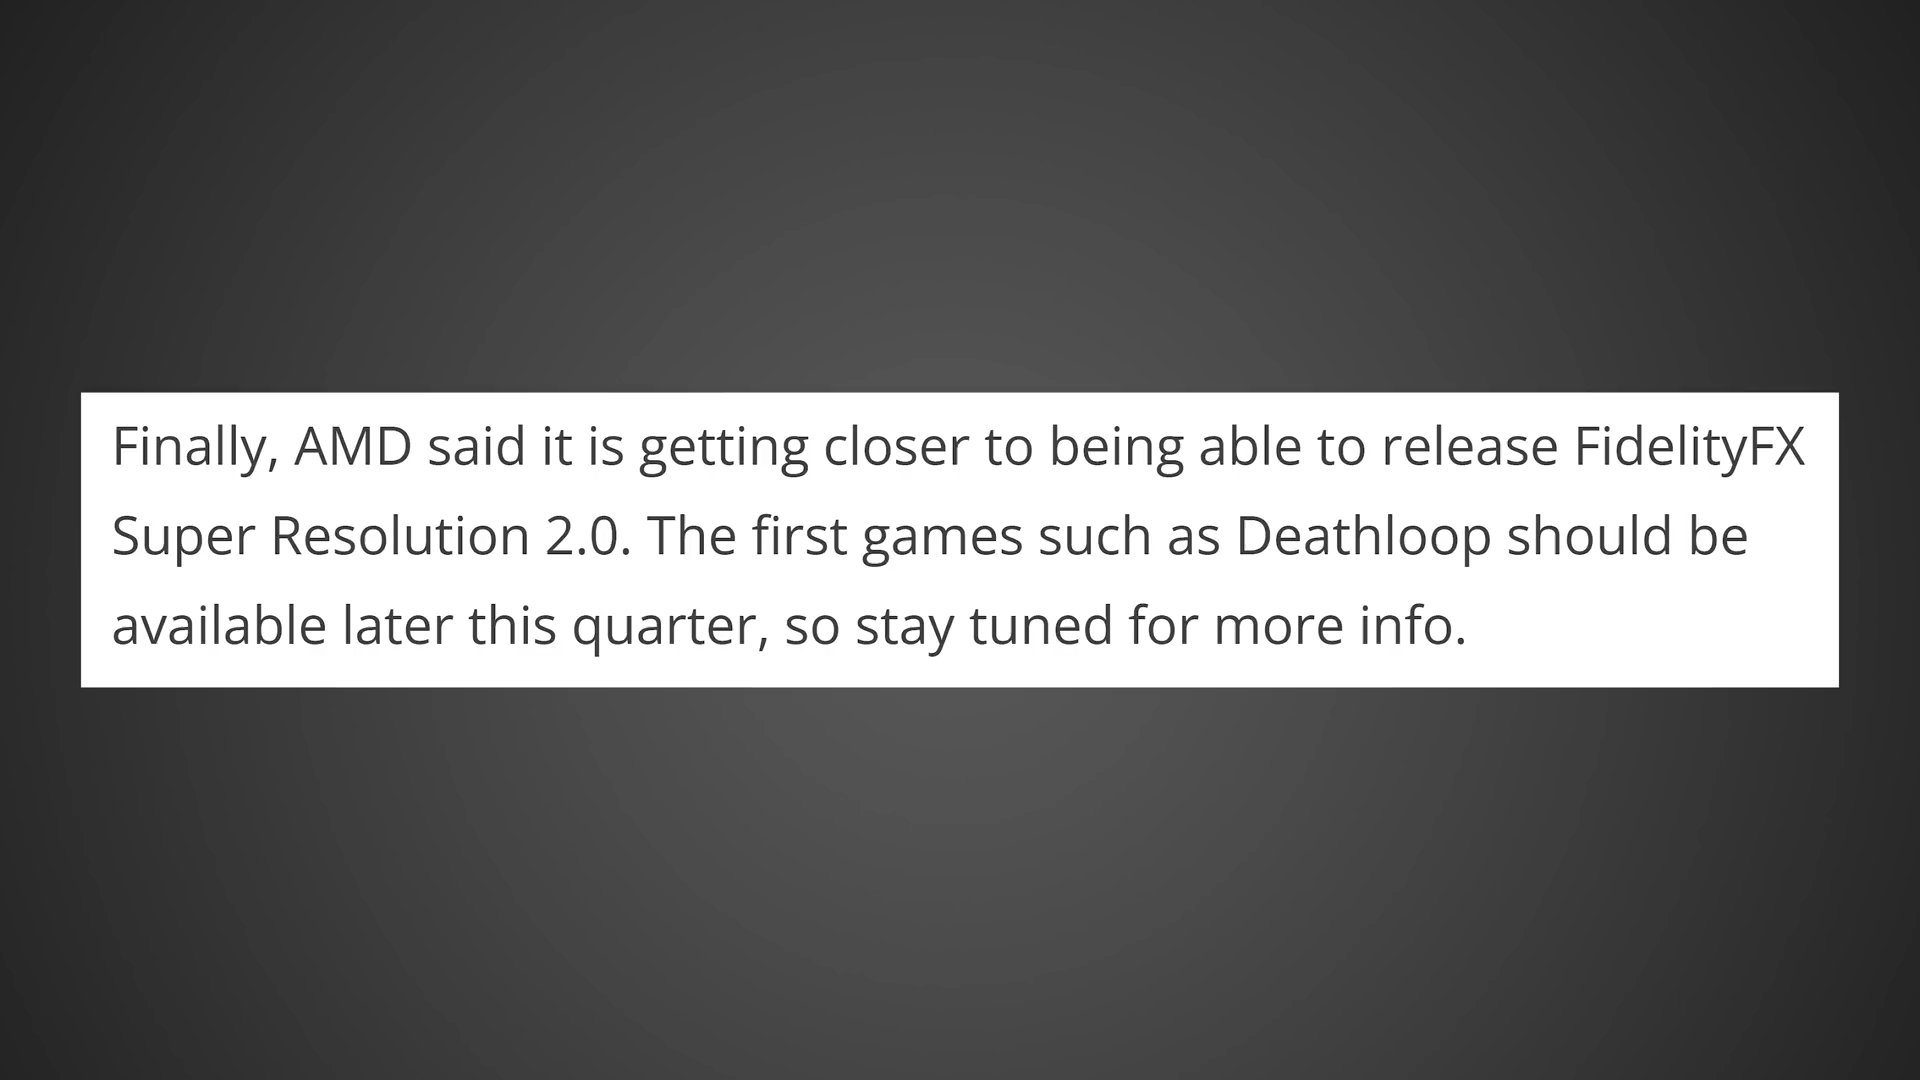 Finally, AMD said it is getting closer to being able to release FidelityFX
Super Resolution 2.0. The first games such as Deathloop should be
available later this quarter, so stay tuned for more info.